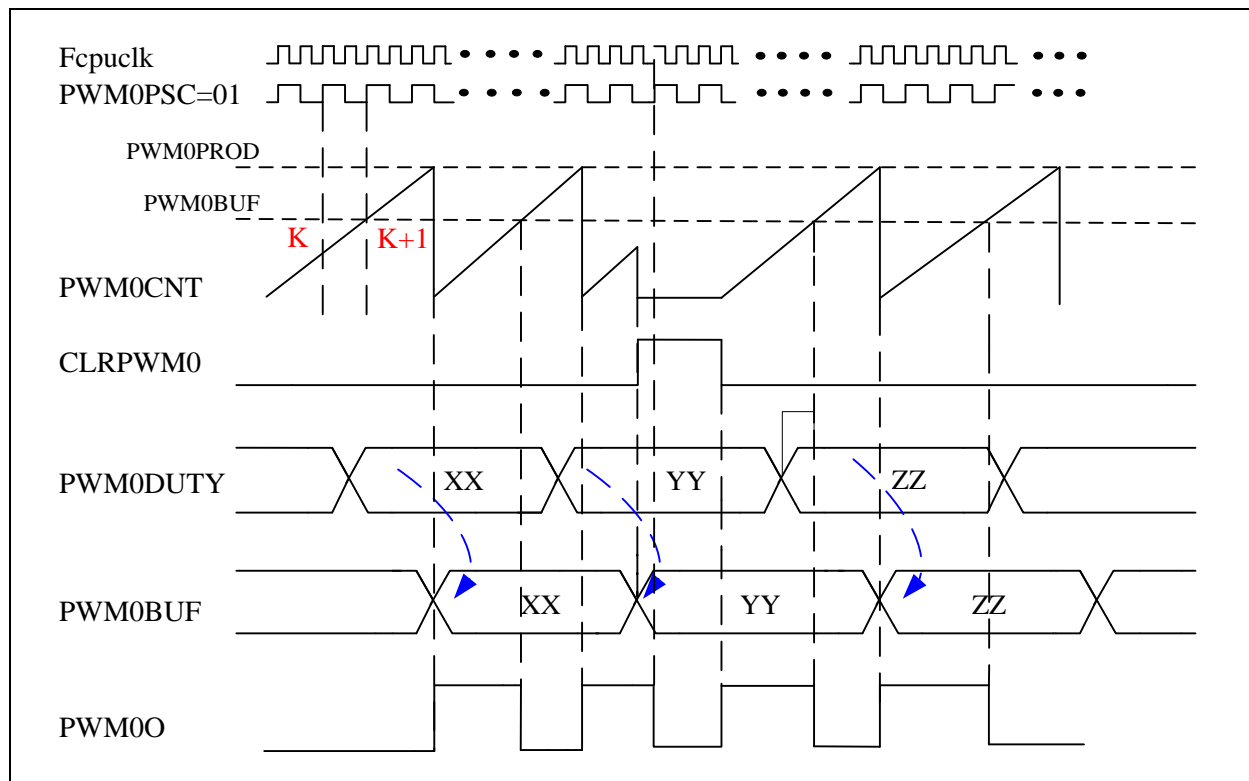 Fcpuclk
PWM0PSC=01
PWM0PROD
PWM0BUF
K K+1
PWM0CNT
CLRPWM0
PWM0DUTY XX YY ZZ
PWM0BUF XX YY ZZ
PWM0O